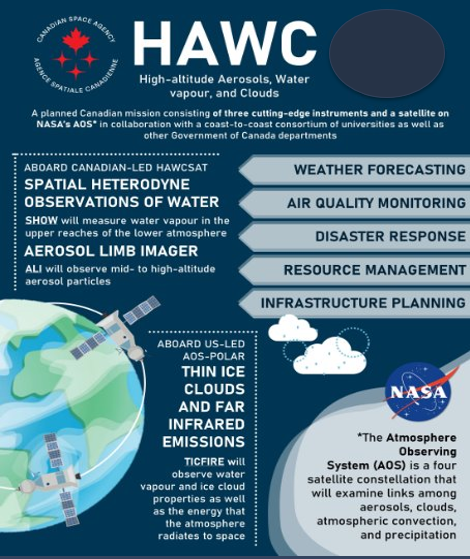 CANADIAN SPACE AGENCY
AGENCE SPATIALE CANADIENNE
HAWC
High-altitude Aerosols, Water
vapour, and Clouds
A planned Canadian mission consisting of three cutting-edge instruments and a satellite on
NASA's AOS* in collaboration with a coast-to-coast consortium of universities as well as
other Government of Canada departments
ABOARD CANADIAN-LED HAWCSAT
SPATIAL HETERODYNE
OBSERVATIONS OF WATER
SHOW will measure water vapour in the
upper reaches of the lower atmosphere
AEROSOL LIMB IMAGER
ALI will observe mid- to high-altitude
aerosol particles
WEATHER FORECASTING
AIR QUALITY MONITORING
DISASTER RESPONSE
RESOURCE MANAGEMENT
INFRASTRUCTURE PLANNING
ABOARD US-LED
AOS-POLAR
THIN ICE
CLOUDS
AND FAR
INFRARED
EMISSIONS
TICFIRE will
observe water
vapour and ice cloud
properties as well
as the energy that
the atmosphere
radiates to space
NASA
*The Atmosphere
Observing
System (AOS) is a four
satellite constellation that
will examine links among
aerosols, clouds,
atmospheric convection,
and precipitation